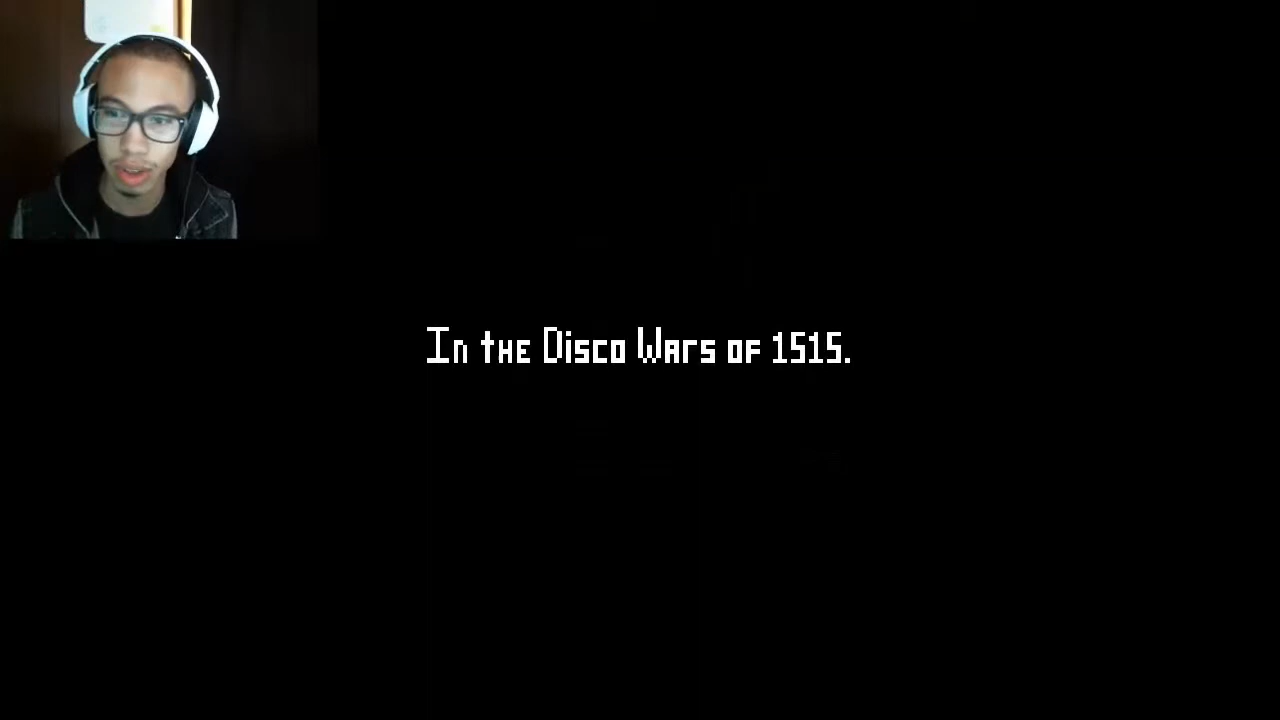 In the Disco Wars of 1515.